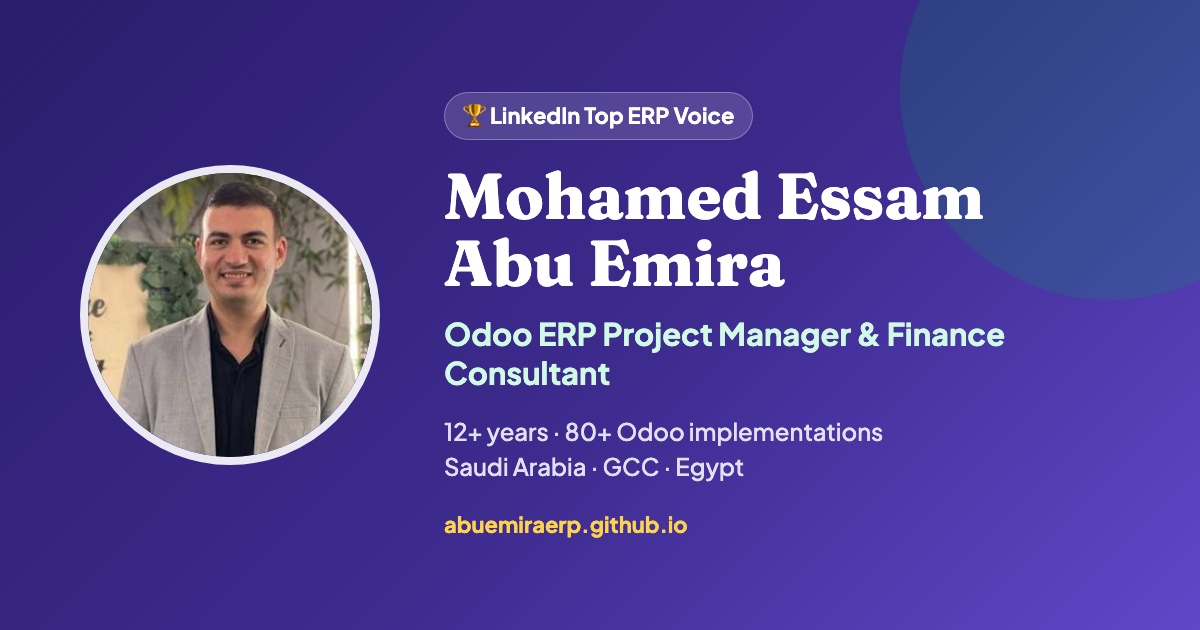 🏆 LinkedIn Top ERP Voice
Mohamed Essam
Abu Emira
Odoo ERP Project Manager & Finance
Consultant
12+ years · 80+ Odoo implementations
Saudi Arabia · GCC · Egypt
abuemiraerp.github.io